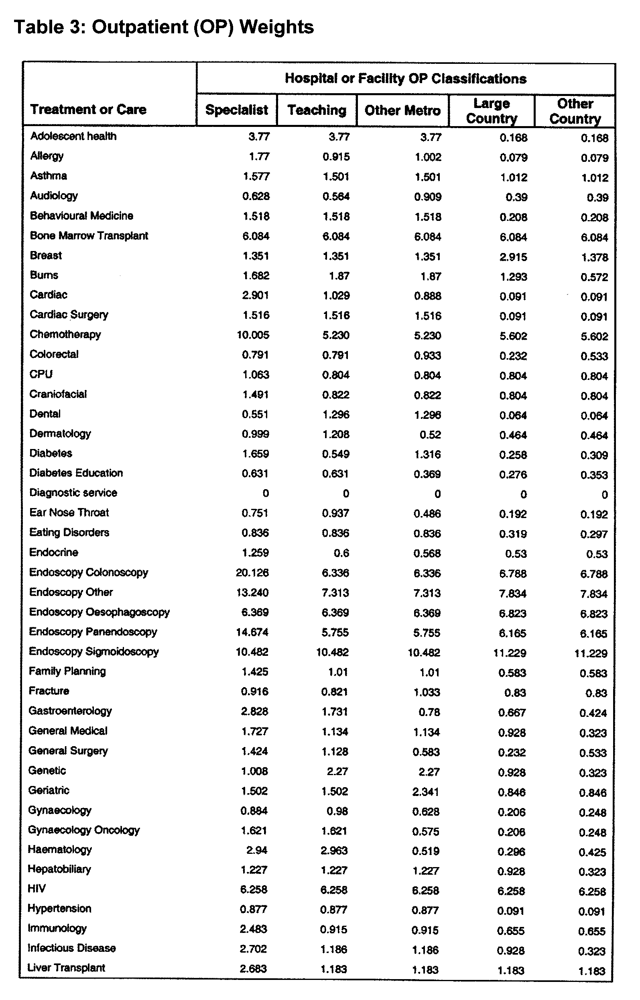 Table 3: Outpatient (OP) Weights
Hospital or Facility OP Classifications
Treatment or Care Specialist Teaching Other Metro Large Country Other Country
Adolescent health 3.77 3.77 3.77 0.168 0.168
Allergy 1.77 0.915 1.002 0.079 0.079
Asthma 1.577 1.501 1.501 1.012 1.012
Audiology 0.628 0.564 0.909 0.39 0.39
Behavioural Medicine 1.518 1.518 1.518 0.208 0.208
Bone Marrow Transplant 6.084 6.084 6.084 6.084 6.084
Breast 1.351 1.351 1.351 2.915 1.378
Burns 1.682 1.87 1.87 1.293 0.572
Cardiac 2.901 1.029 0.888 0.091 0.091
Cardiac Surgery 1.516 1.516 1.516 0.091 0.091
Chemotherapy 10.005 5.230 5.230 5.602 5.602
Colorectal 0.791 0.791 0.933 0.232 0.533
CPU 1.063 0.804 0.804 0.804 0.804
Craniofacial 1.491 0.822 0.822 0.804 0.804
Dental 0.551 1.296 1.296 0.064 0.064
Dermatology 0.999 1.208 0.52 0.464 0.464
Diabetes 1.659 0.549 1.316 0.258 0.309
Diabetes Education 0.631 0.631 0.369 0.276 0.353
Diagnostic service 0 0 0 0 0
Ear Nose Throat 0.751 0.937 0.486 0.192 0.192
Eating Disorders 0.836 0.836 0.836 0.319 0.297
Endocrine 1.259 0.6 0.568 0.53 0.53
Endoscopy Colonoscopy 20.126 6.336 6.336 6.788 6.788
Endoscopy Other 13.240 7.313 7.313 7.834 7.834
Endoscopy Oesophagoscopy 6.369 6.369 6.369 6.823 6.823
Endoscopy Panendoscopy 14.674 5.755 5.755 6.165 6.165
Endoscopy Sigmoidoscopy 10.482 10.482 10.482 11.229 11.229
Family Planning 1.425 1.01 1.01 0.583 0.583
Fracture 0.916 0.821 1.033 0.83 0.83
Gastroenterology 2.828 1.731 0.78 0.667 0.424
General Medical 1.727 1.134 1.134 0.928 0.323
General Surgery 1.424 1.128 0.583 0.232 0.533
Genetic 1.008 2.27 2.27 0.928 0.323
Geriatric 1.502 1.502 2.341 0.846 0.846
Gynaecology 0.884 0.98 0.628 0.206 0.248
Gynaecology Oncology 1.621 1.621 0.575 0.206 0.248
Haematology 2.94 2.963 0.519 0.296 0.425
Hepatobiliary 1.227 1.227 1.227 0.928 0.323
HIV 6.258 6.258 6.258 6.258 6.258
Hypertension 0.877 0.877 0.877 0.091 0.091
Immunology 2.483 0.915 0.915 0.655 0.655
Infectious Disease 2.702 1.186 1.186 0.928 0.323
Liver Transplant 2.683 1.183 1.183 1.183 1.183